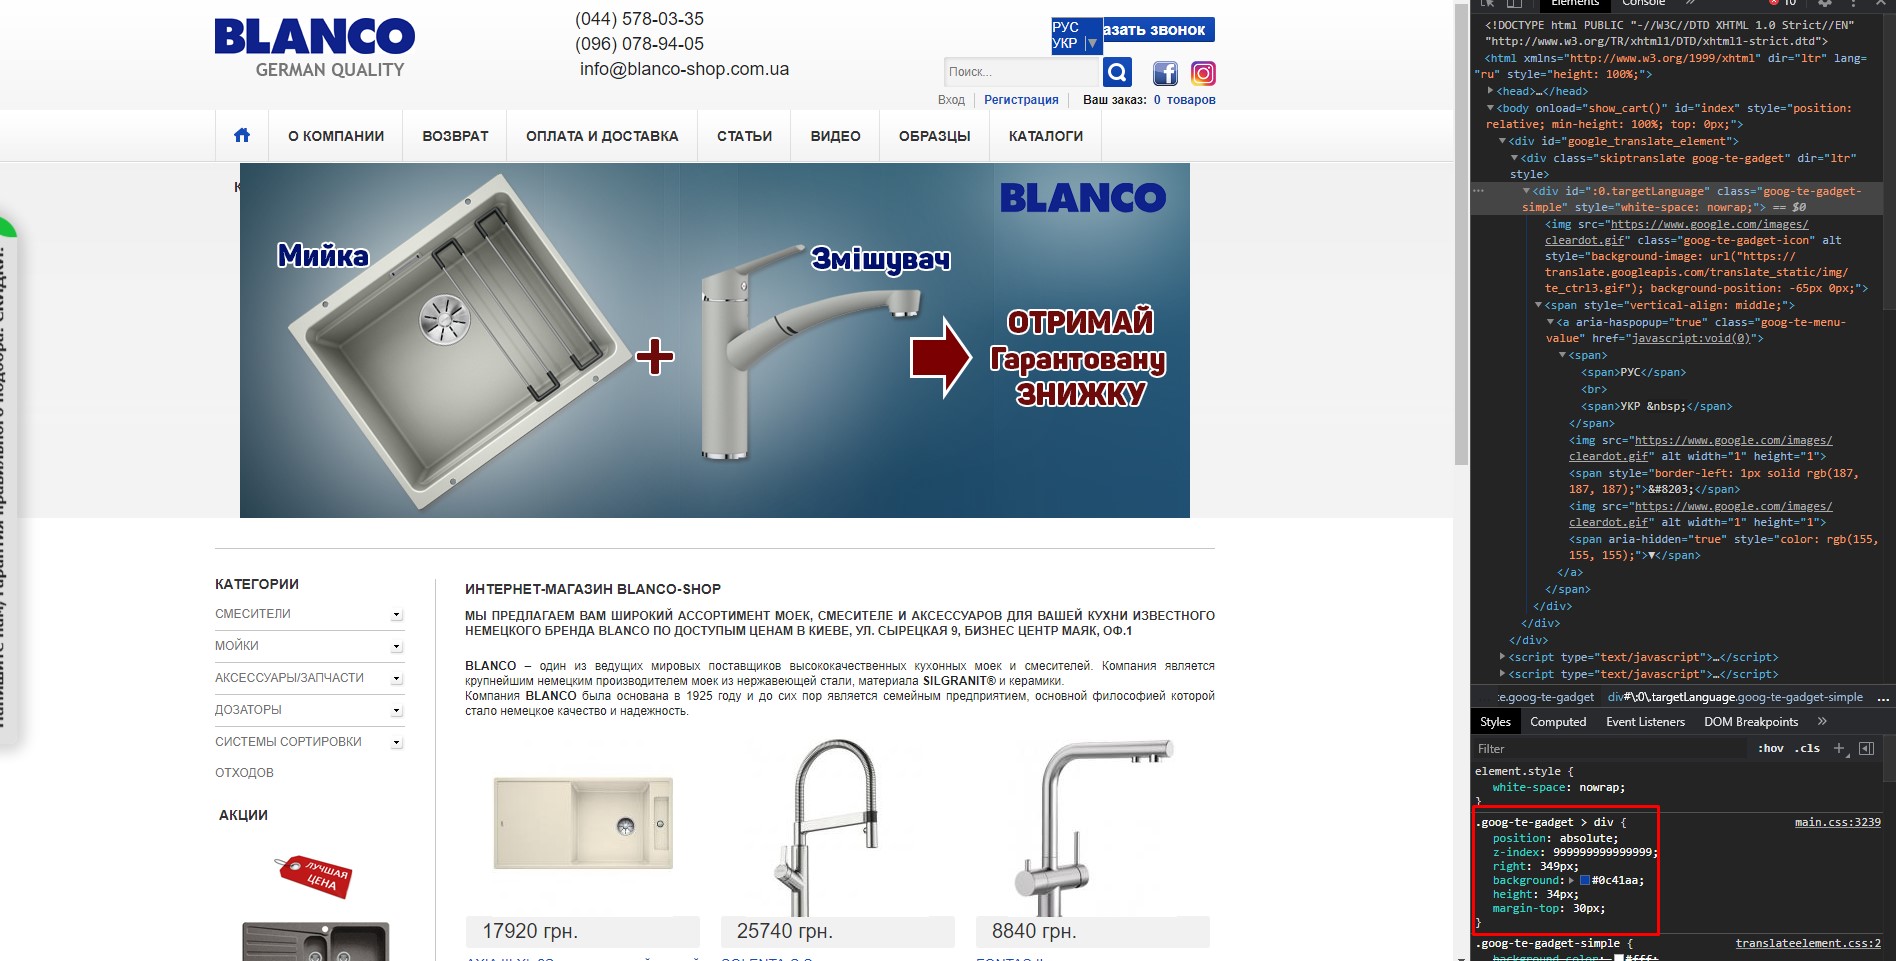 BLANCO
GERMAN QUALITY
(044) 578-03-35
(096) 078-94-05
info@blanco-shop.com.ua
РУС
УКР ▼
азать звонок
Поиск...
Вход
Регистрация
Ваш заказ: 0 товаров
О КОМПАНИИ
ВОЗВРАТ
ОПЛАТА И ДОСТАВКА
СТАТЬИ
ВИДЕО
ОБРАЗЦЫ
КАТАЛОГИ
BLANCO
Мийка
+
Змішувач
ОТРИМАЙ
Гарантовану
ЗНИЖКУ
КАТЕГОРИИ
СМЕСИТЕЛИ
МОЙКИ
АКСЕССУАРЫ/ЗАПЧАСТИ
ДОЗАТОРЫ
СИСТЕМЫ СОРТИРОВКИ
ОТХОДОВ
АКЦИИ
ЛУЧШАЯ
ЦЕНА
ИНТЕРНЕТ-МАГАЗИН BLANCO-SHOP
МЫ ПРЕДЛАГАЕМ ВАМ ШИРОКИЙ АССОРТИМЕНТ МОЕК, СМЕСИТЕЛЕ И АКСЕССУАРОВ ДЛЯ ВАШЕЙ КУХНИ ИЗВЕСТНОГО
НЕМЕЦКОГО БРЕНДА BLANCO ПО ДОСТУПЫМ ЦЕНАМ В КИЕВЕ, УЛ. СЫРЕЦКАЯ 9, БИЗНЕС ЦЕНТР МАЯК, ОФ.1
BLANCO – один из ведущих мировых поставщиков высококачественных кухонных моек и смесителей. Компания является
крупнейшим немецким производителем моек из нержавеющей стали, материала SILGRANIT® и керамики.
Компания BLANCO была основана в 1925 году и до сих пор является семейным предприятием, основной философией которой
стало немецкое качество и надежность.
17920 грн.
25740 грн.
8840 грн.
Elements
Console
»
10
<!DOCTYPE html PUBLIC "-//W3C//DTD XHTML 1.0 Strict//EN"
"http://www.w3.org/TR/xhtml1/DTD/xhtml1-strict.dtd">
<html xmlns="http://www.w3.org/1999/xhtml" dir="ltr" lang=
"ru" style="height: 100%;">
<head>…</head>
<body onload="show_cart()" id="index" style="position:
relative; min-height: 100%; top: 0px;">
<div id="google_translate_element">
<div class="skiptranslate goog-te-gadget" dir="ltr"
style>
<div id=":0.targetLanguage" class="goog-te-gadget-
simple" style="white-space: nowrap;"> == $0
<img src="https://www.google.com/images/
cleardot.gif" class="goog-te-gadget-icon" alt
style="background-image: url("https://
translate.googleapis.com/translate_static/img/
te_ctrl3.gif"); background-position: -65px 0px;">
<span style="vertical-align: middle;">
<a aria-haspopup="true" class="goog-te-menu-
value" href="javascript:void(0)">
<span>
<span>РУС</span>
<br>
<span>УКР &nbsp;</span>
</span>
<img src="https://www.google.com/images/
cleardot.gif" alt width="1" height="1">
<span style="border-left: 1px solid rgb(187,
187, 187);">&#8203;</span>
<img src="https://www.google.com/images/
cleardot.gif" alt width="1" height="1">
<span aria-hidden="true" style="color: rgb(155,
155, 155);">▼</span>
</a>
</span>
</div>
</div>
</div>
<script type="text/javascript">…</script>
<script type="text/javascript">…</script>
:e.goog-te-gadget
div#\:0\.targetLanguage.goog-te-gadget-simple
...
Styles
Computed
Event Listeners
DOM Breakpoints
»
Filter
:hov .cls +
element.style {
white-space: nowrap;
}
.goog-te-gadget > div {
main.css:3239
position: absolute;
z-index: 999999999999999;
right: 349px;
background: #0c41aa;
height: 34px;
margin-top: 30px;
}
.goog-te-gadget-simple {
translateelement.css:2
background-color: #fff;